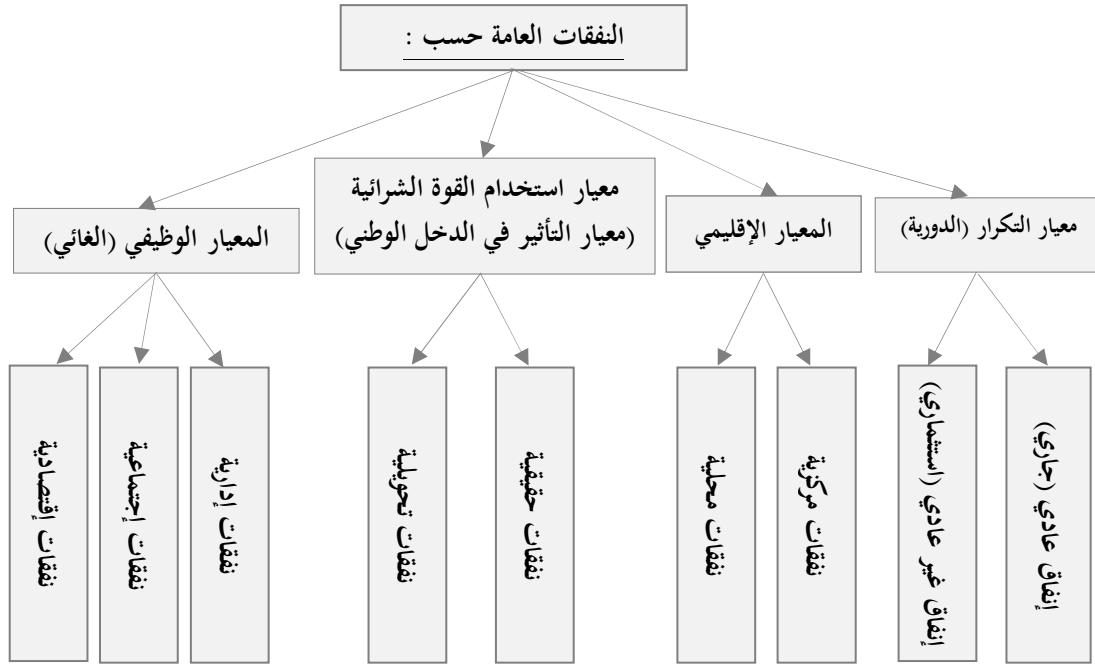 النفقات العامة حسب :
معيار التكرار (الدورية)
المعيار الإقليمي
معيار استخدام القوة الشرائية
(معيار التأثير في الدخل الوطني)
المعيار الوظيفي (الغائي)
إنفاق عادي (جاري)
إنفاق غير عادي (استثماري)
نفقات مركزية
نفقات محلية
نفقات حقيقية
نفقات تحويلية
نفقات إدارية
نفقات إجتماعية
نفقات إقتصادية